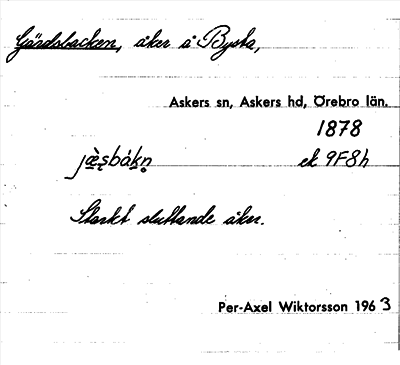 Gärdsbacken, åker å Bysta,
Askers sn, Askers hd, Örebro län.
1878
jæ̀ṣbákn̥ ek 9F8h
Starkt sluttande åker.
Per-Axel Wiktorsson 1963